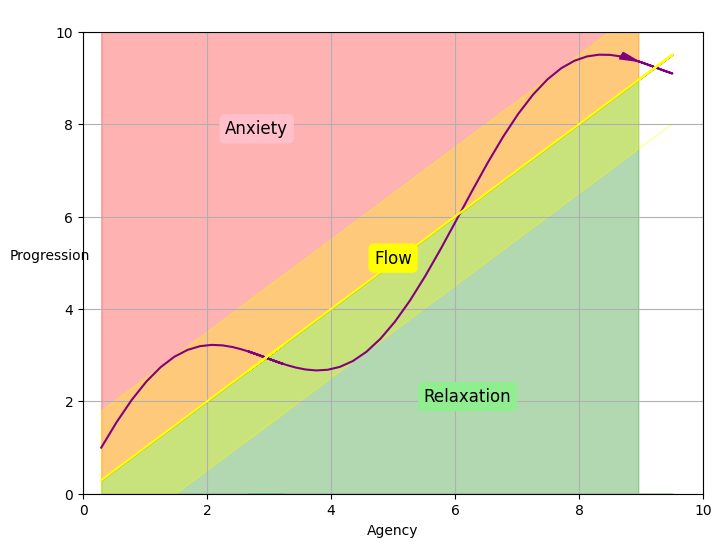 10
8
6
4
2
0
Progression
Anxiety
Flow
Relaxation
0 2 4 6 8 10
Agency